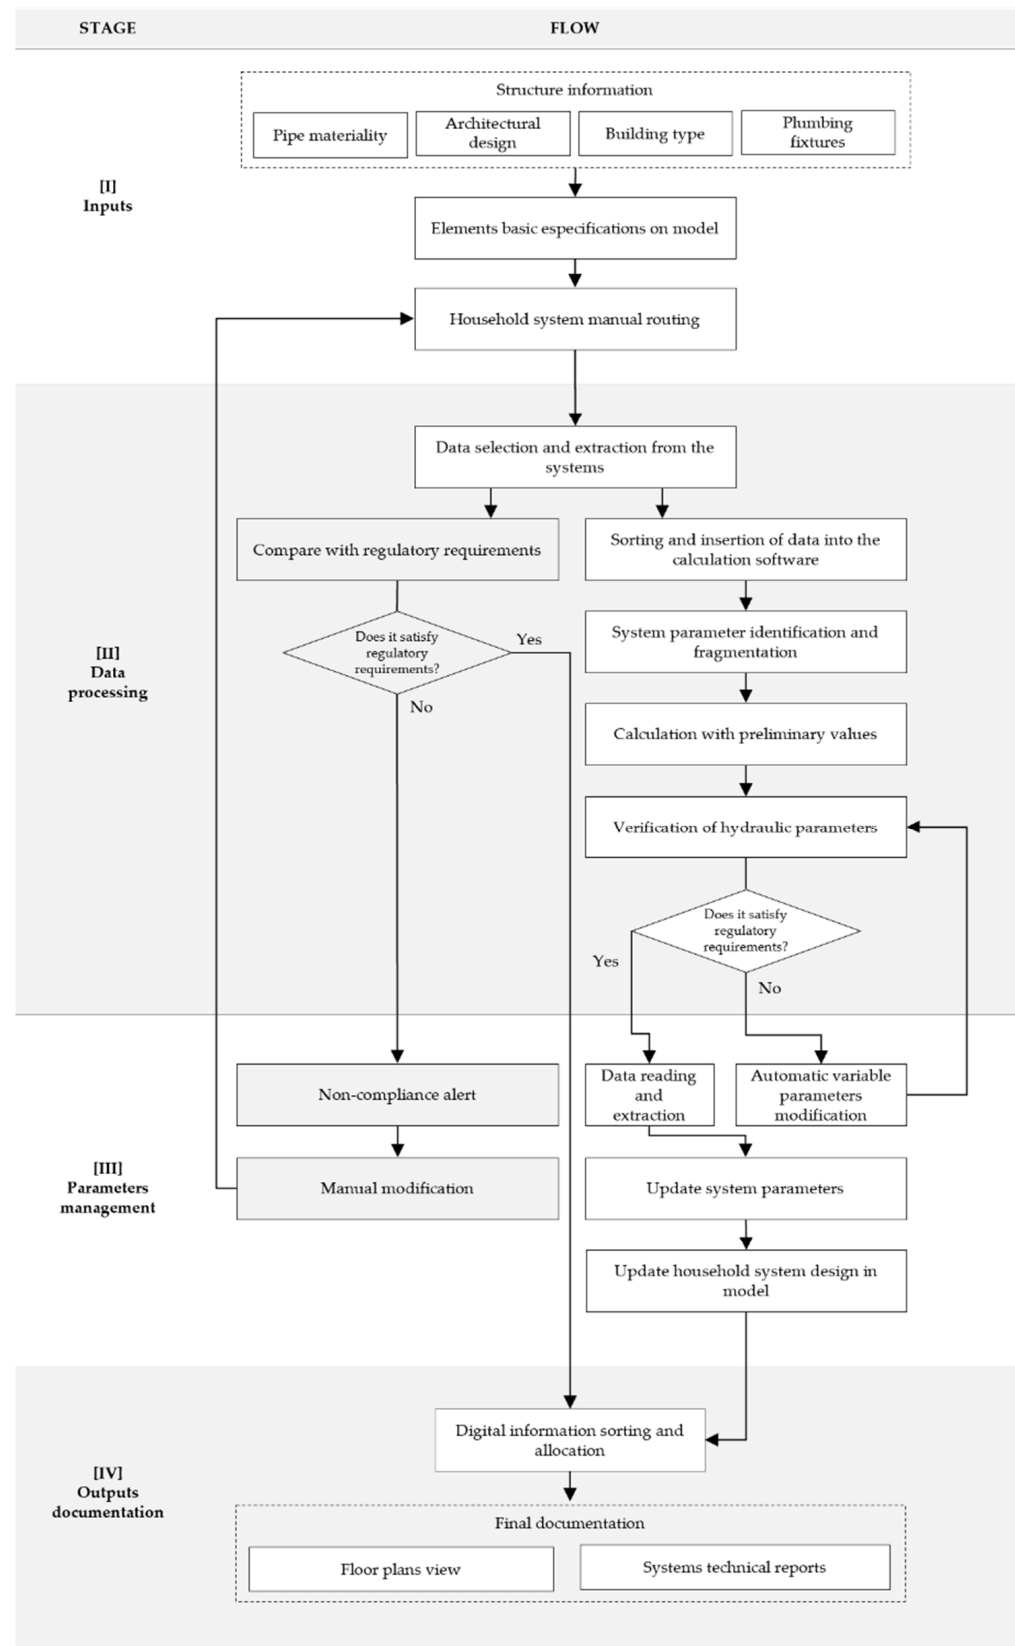 STAGE
FLOW
Structure information
Pipe materiality
Architectural
design
Building type
Plumbing
fixtures
[I]
Inputs
Elements basic especifications on model
Household system manual routing
Data selection and extraction from the
systems
Compare with regulatory requirements
Sorting and insertion of data into the
calculation software
[II]
Data
processing
Does it satisfy
regulatory
requirements?
Yes
No
System parameter identification and
fragmentation
Calculation with preliminary values
Verification of hydraulic parameters
Does it satisfy
regulatory
requirements?
Yes
No
[III]
Parameters
management
Non-compliance alert
Data reading
and
extraction
Automatic variable
parameters
modification
Manual modification
Update system parameters
Update household system design in
model
[IV]
Outputs
documentation
Digital information sorting and
allocation
Final documentation
Floor plans view
Systems technical reports